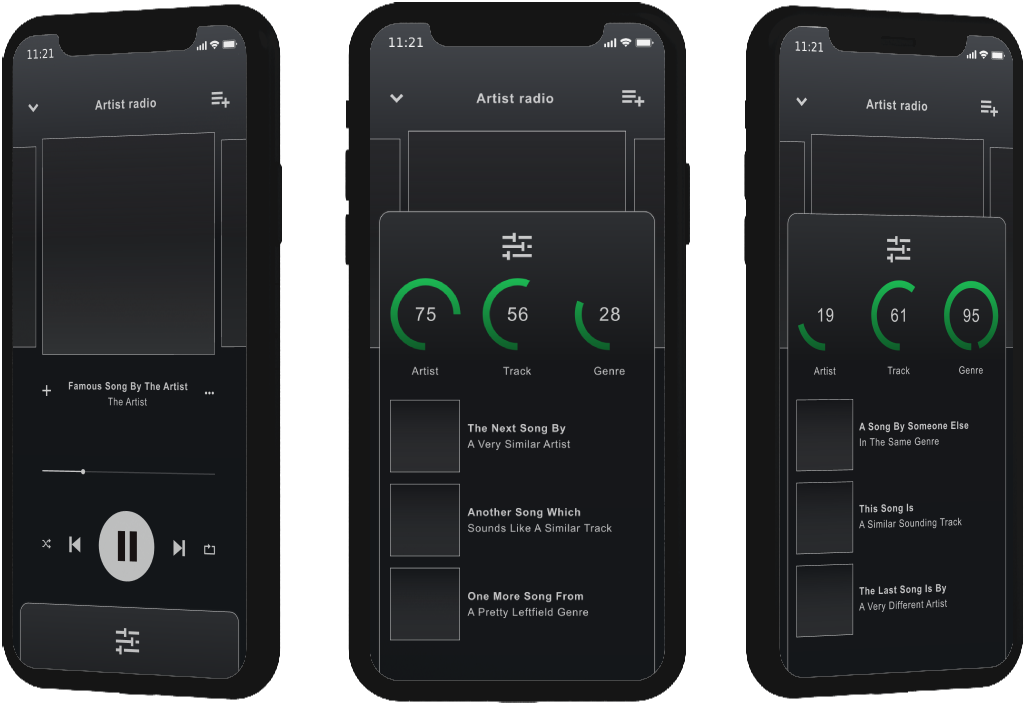 11:21
Artist radio
Famous Song By The Artist
The Artist
11:21
Artist radio
75
56
28
Artist
Track
Genre
The Next Song By
A Very Similar Artist
Another Song Which
Sounds Like A Similar Track
One More Song From
A Pretty Leftfield Genre
11:21
Artist radio
19
61
95
Artist
Track
Genre
A Song By Someone Else
In The Same Genre
This Song Is
A Similar Sounding Track
The Last Song Is By
A Very Different Artist